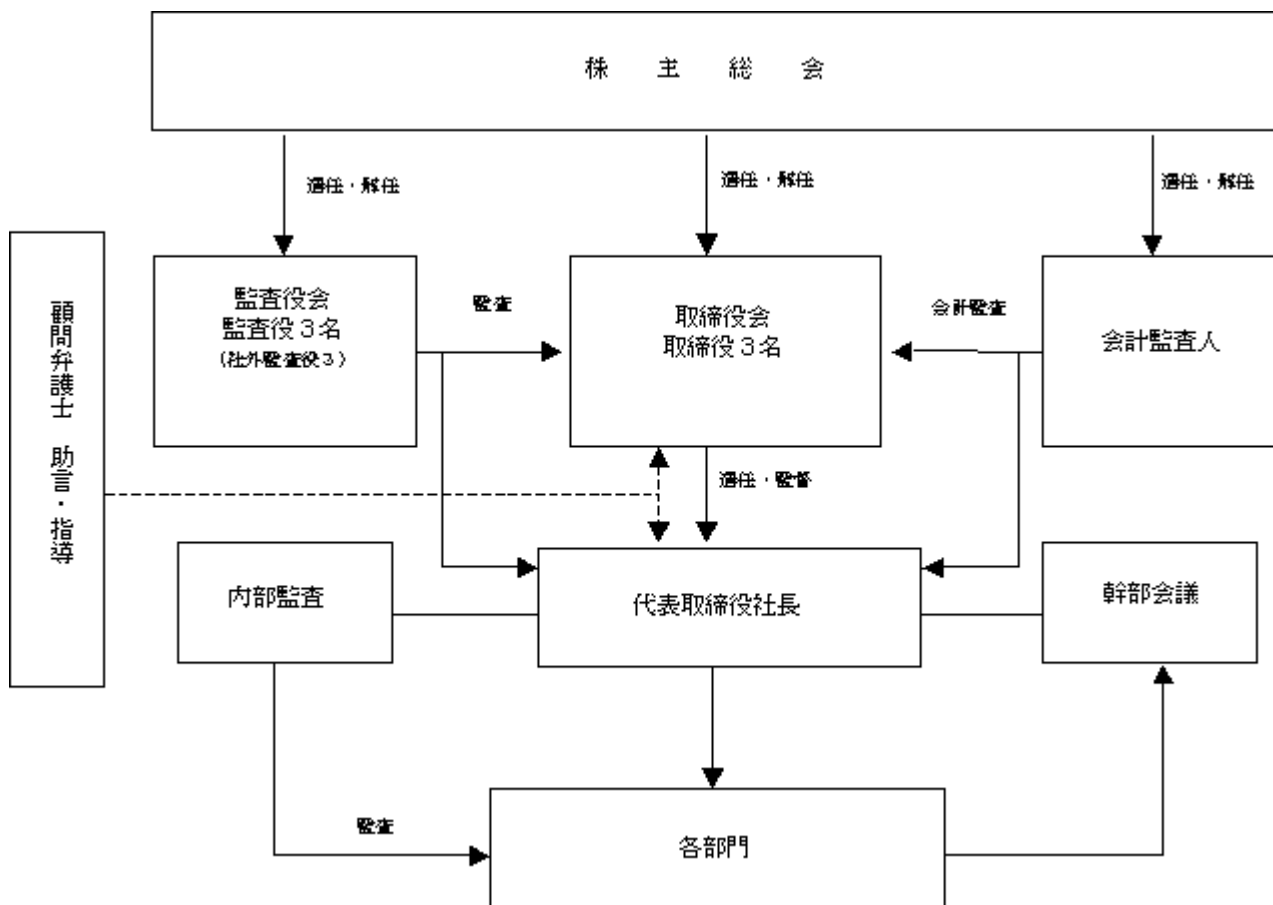 株主総会
選任・解任
選任・解任
選任・解任
顧問弁護士 助言・指導
監査役会
監査役3名
(社外監査役3)
監査
取締役会
取締役3名
会計監査
会計監査人
選任・監督
内部監査
代表取締役社長
幹部会議
監査
各部門